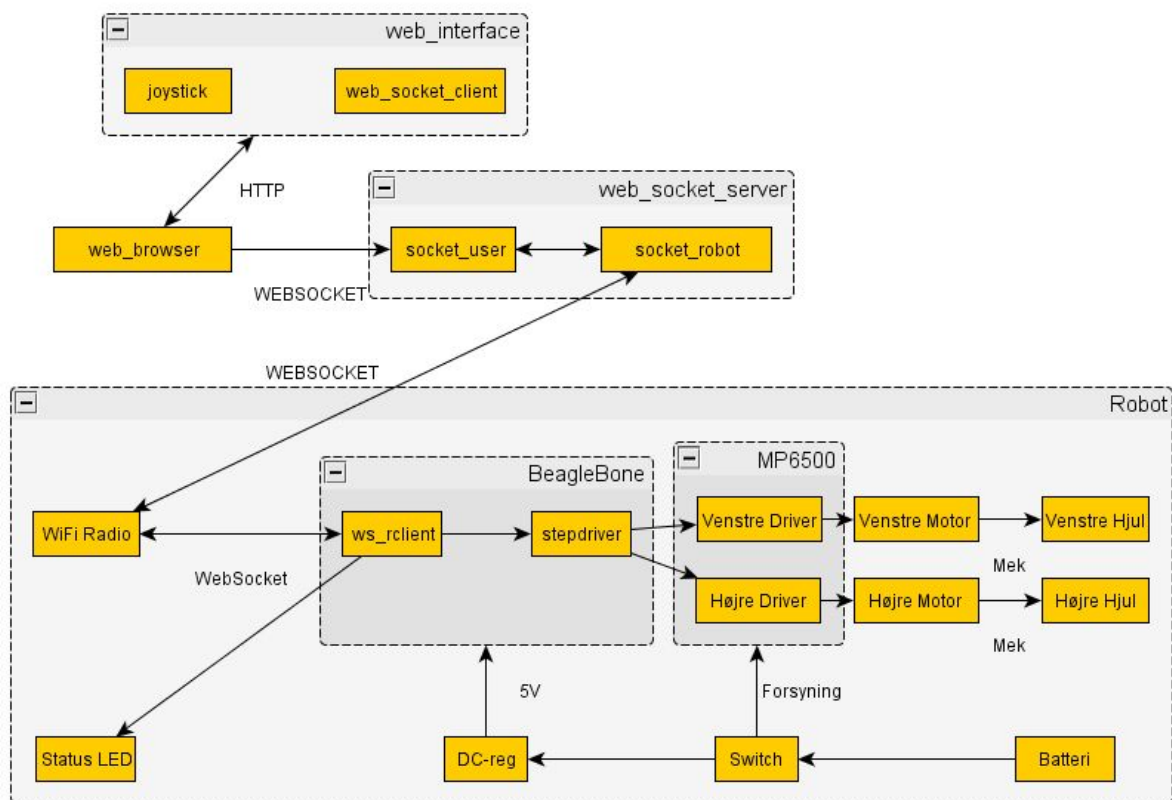 web_interface
joystick
web_socket_client
HTTP
web_socket_server
web_browser
socket_user
socket_robot
WEBSOCKET
WEBSOCKET
Robot
BeagleBone
MP6500
WiFi Radio
ws_rclient
stepdriver
Venstre Driver
Venstre Motor
Venstre Hjul
WebSocket
Mek
Højre Driver
Højre Motor
Højre Hjul
Mek
5V
Forsyning
Status LED
DC-reg
Switch
Batteri